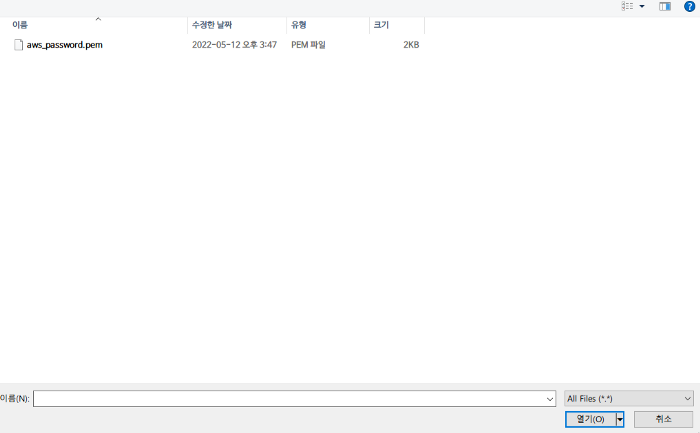 이름 수정한 날짜 유형 크기
aws_password.pem 2022-05-12 오후 3:47 PEM 파일 2KB
이름(N): All Files (*.*)
열기(O) 취소